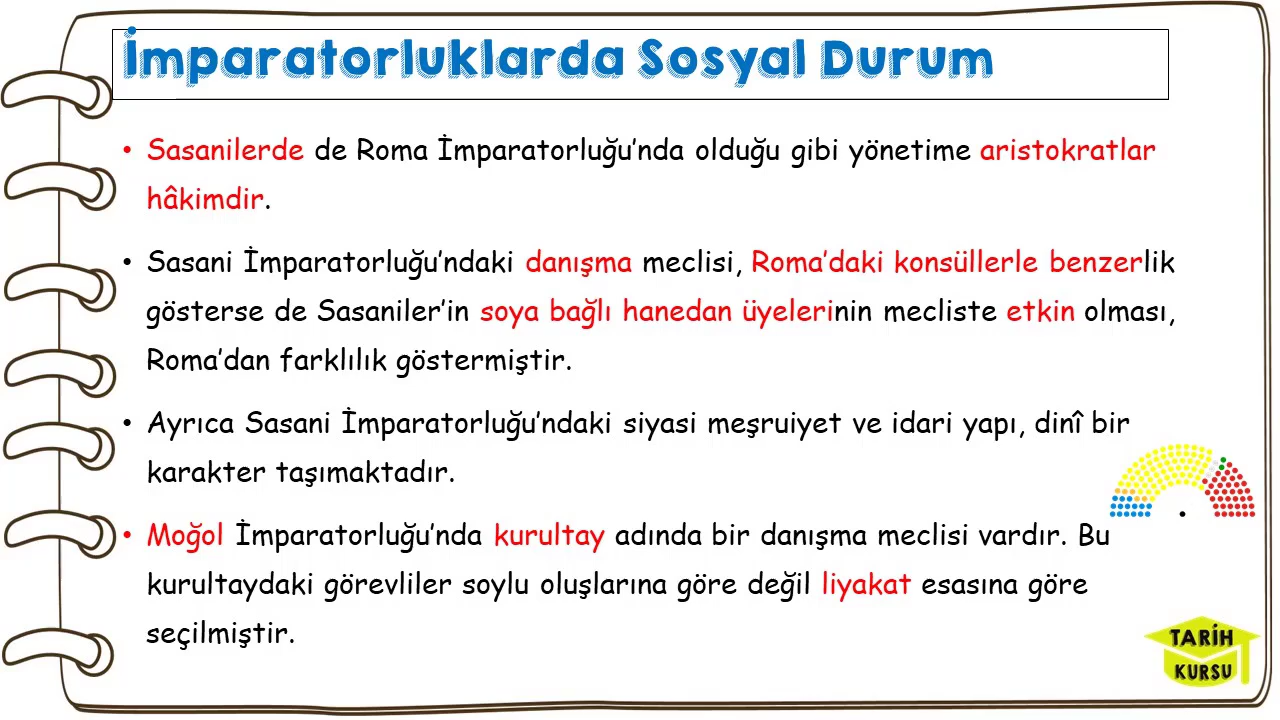 İmparatorluklarda Sosyal Durum
• Sasanilerde de Roma İmparatorluğu’nda olduğu gibi yönetime aristokratlar
hâkimdir.
• Sasani İmparatorluğu’ndaki danışma meclisi, Roma’daki konsüllerle benzerlik
gösterse de Sasaniler’in soya bağlı hanedan üyelerinin mecliste etkin olması,
Roma’dan farklılık göstermiştir.
• Ayrıca Sasani İmparatorluğu’ndaki siyasi meşruiyet ve idari yapı, dinî bir
karakter taşımaktadır.
• Moğol İmparatorluğu’nda kurultay adında bir danışma meclisi vardır. Bu
kurultaydaki görevliler soylu oluşlarına göre değil liyakat esasına göre
seçilmiştir.
TARİH
KURSU